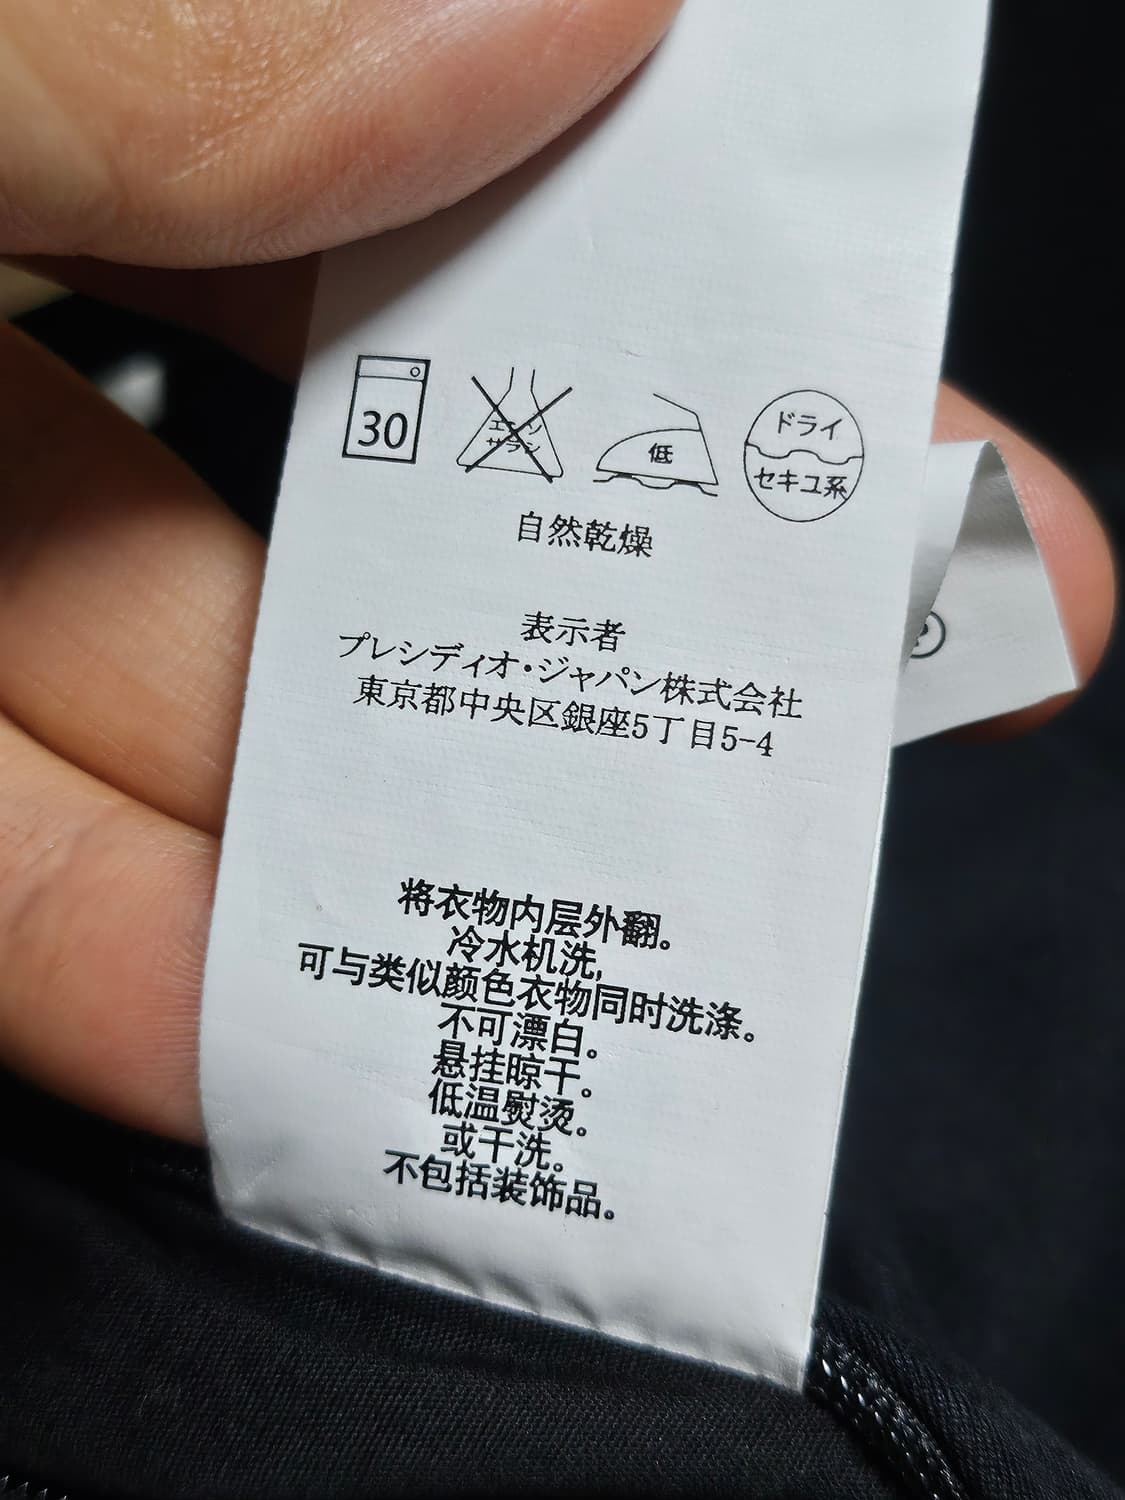 30
エンソ
サラシ
低
ドライ
セキユ系
自然乾燥
表示者
プレシディオ・ジャパン株式会社
東京都中央区銀座5丁目5-4
将衣物内层外翻。
冷水机洗,
可与类似颜色衣物同时洗涤。
不可漂白。
悬挂晾干。
低温熨烫。
或干洗。
不包括装饰品。